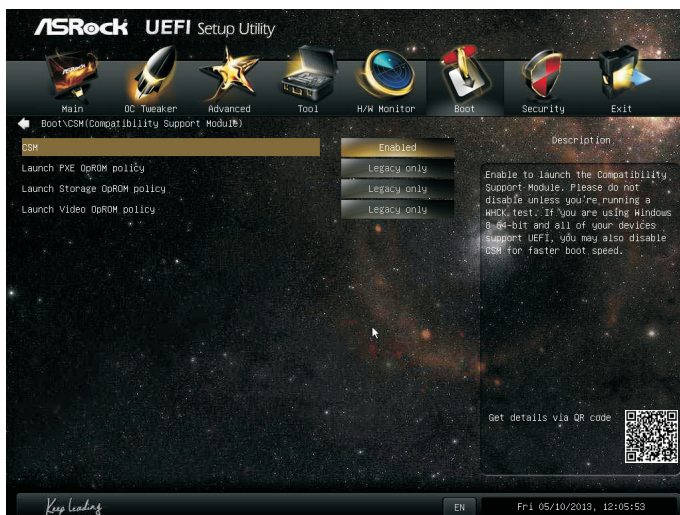 ASRock UEFI Setup Utility
Main OC Tweaker Advanced Tool H/W Monitor Boot Security Exit
Boot\CSM(Compatibility Support Module)
CSM Enabled
Launch PXE OpROM policy Legacy only
Launch Storage OpROM policy Legacy only
Launch Video OpROM policy Legacy only
Description
Enable to launch the Compatibility
Support Module. Please do not
disable unless you're running a
WHCK test. If you are using Windows
8 64-bit and all of your devices
support UEFI, you may also disable
CSM for faster boot speed.
Get details via QR code
Keep Leading
EN Fri 05/10/2013, 12:05:53